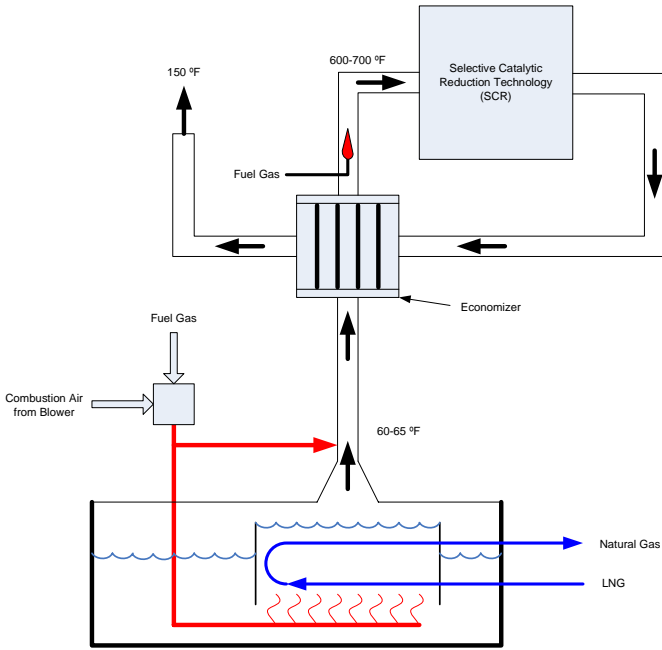 600-700 ºF
Selective Catalytic
Reduction Technology
(SCR)
150 ºF
Fuel Gas
Economizer
Fuel Gas
Combustion Air
from Blower
60-65 ºF
Natural Gas
LNG